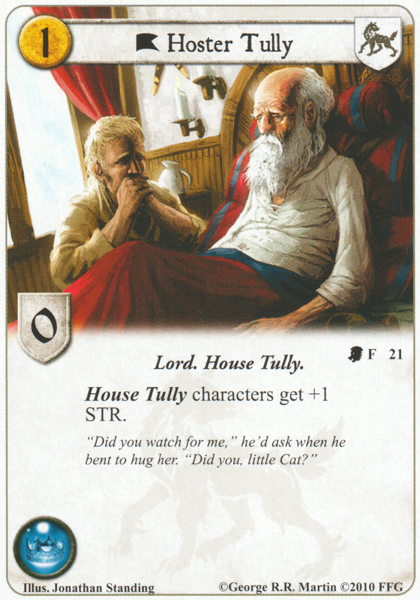 1
Hoster Tully
0
F 21
Lord. House Tully.
House Tully characters get +1
STR.
“Did you watch for me,” he’d ask when he
bent to hug her. “Did you, little Cat?”
Illus. Jonathan Standing
©George R.R. Martin ©2010 FFG